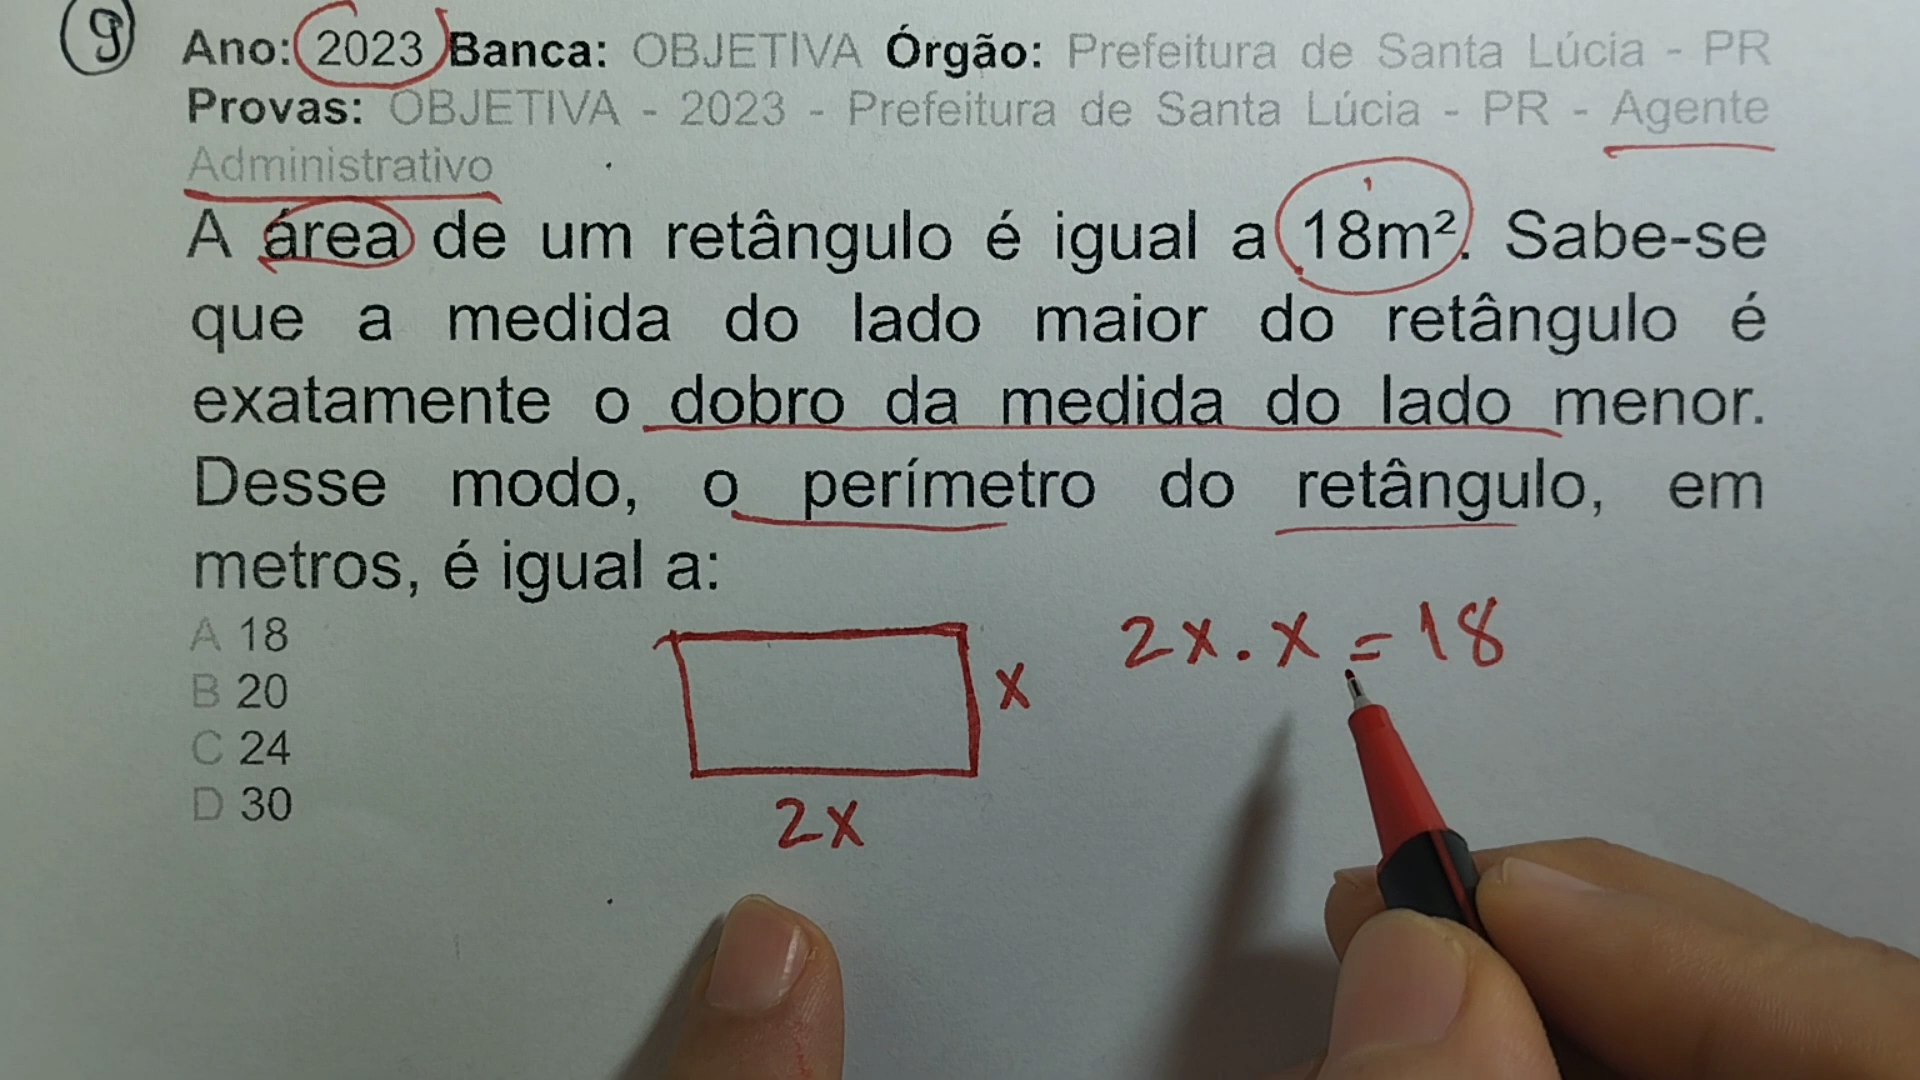 9 Ano: 2023 Banca: OBJETIVA Órgão: Prefeitura de Santa Lúcia - PR
Provas: OBJETIVA - 2023 - Prefeitura de Santa Lúcia - PR - Agente
Administrativo
A área de um retângulo é igual a 18m². Sabe-se
que a medida do lado maior do retângulo é
exatamente o dobro da medida do lado menor.
Desse modo, o perímetro do retângulo, em
metros, é igual a:
A 18
B 20
C 24
D 30
2x . x = 18
x
2x